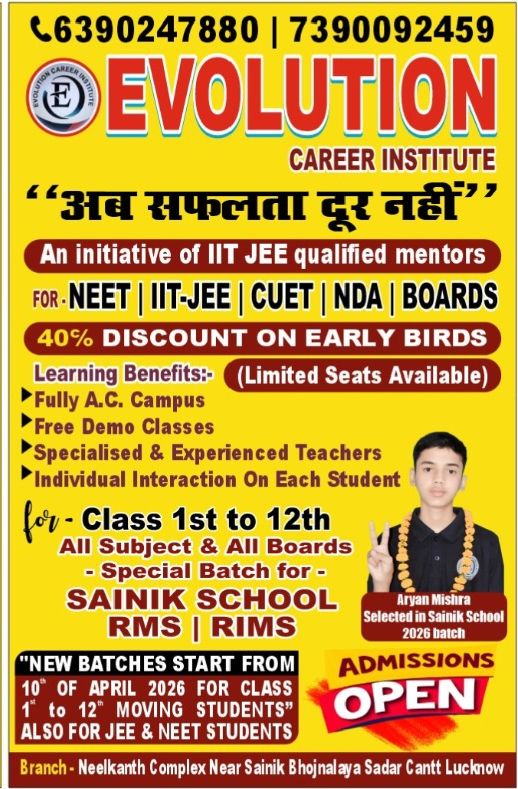 6390247880 | 7390092459
EVOLUTION CAREER INSTITUTE
E
EVOLUTION
CAREER INSTITUTE
“अब सफलता दूर नहीं”
An initiative of IIT JEE qualified mentors
FOR - NEET | IIT-JEE | CUET | NDA | BOARDS
40% DISCOUNT ON EARLY BIRDS
Learning Benefits:- (Limited Seats Available)
Fully A.C. Campus
Free Demo Classes
Specialised & Experienced Teachers
Individual Interaction On Each Student
for - Class 1st to 12th
All Subject & All Boards
- Special Batch for -
SAINIK SCHOOL
RMS | RIMS
Aryan Mishra
Selected in Sainik School
2026 batch
"NEW BATCHES START FROM
10th OF APRIL 2026 FOR CLASS
1st to 12th MOVING STUDENTS”
ALSO FOR JEE & NEET STUDENTS
ADMISSIONS
OPEN
Branch - Neelkanth Complex Near Sainik Bhojnalaya Sadar Cantt Lucknow